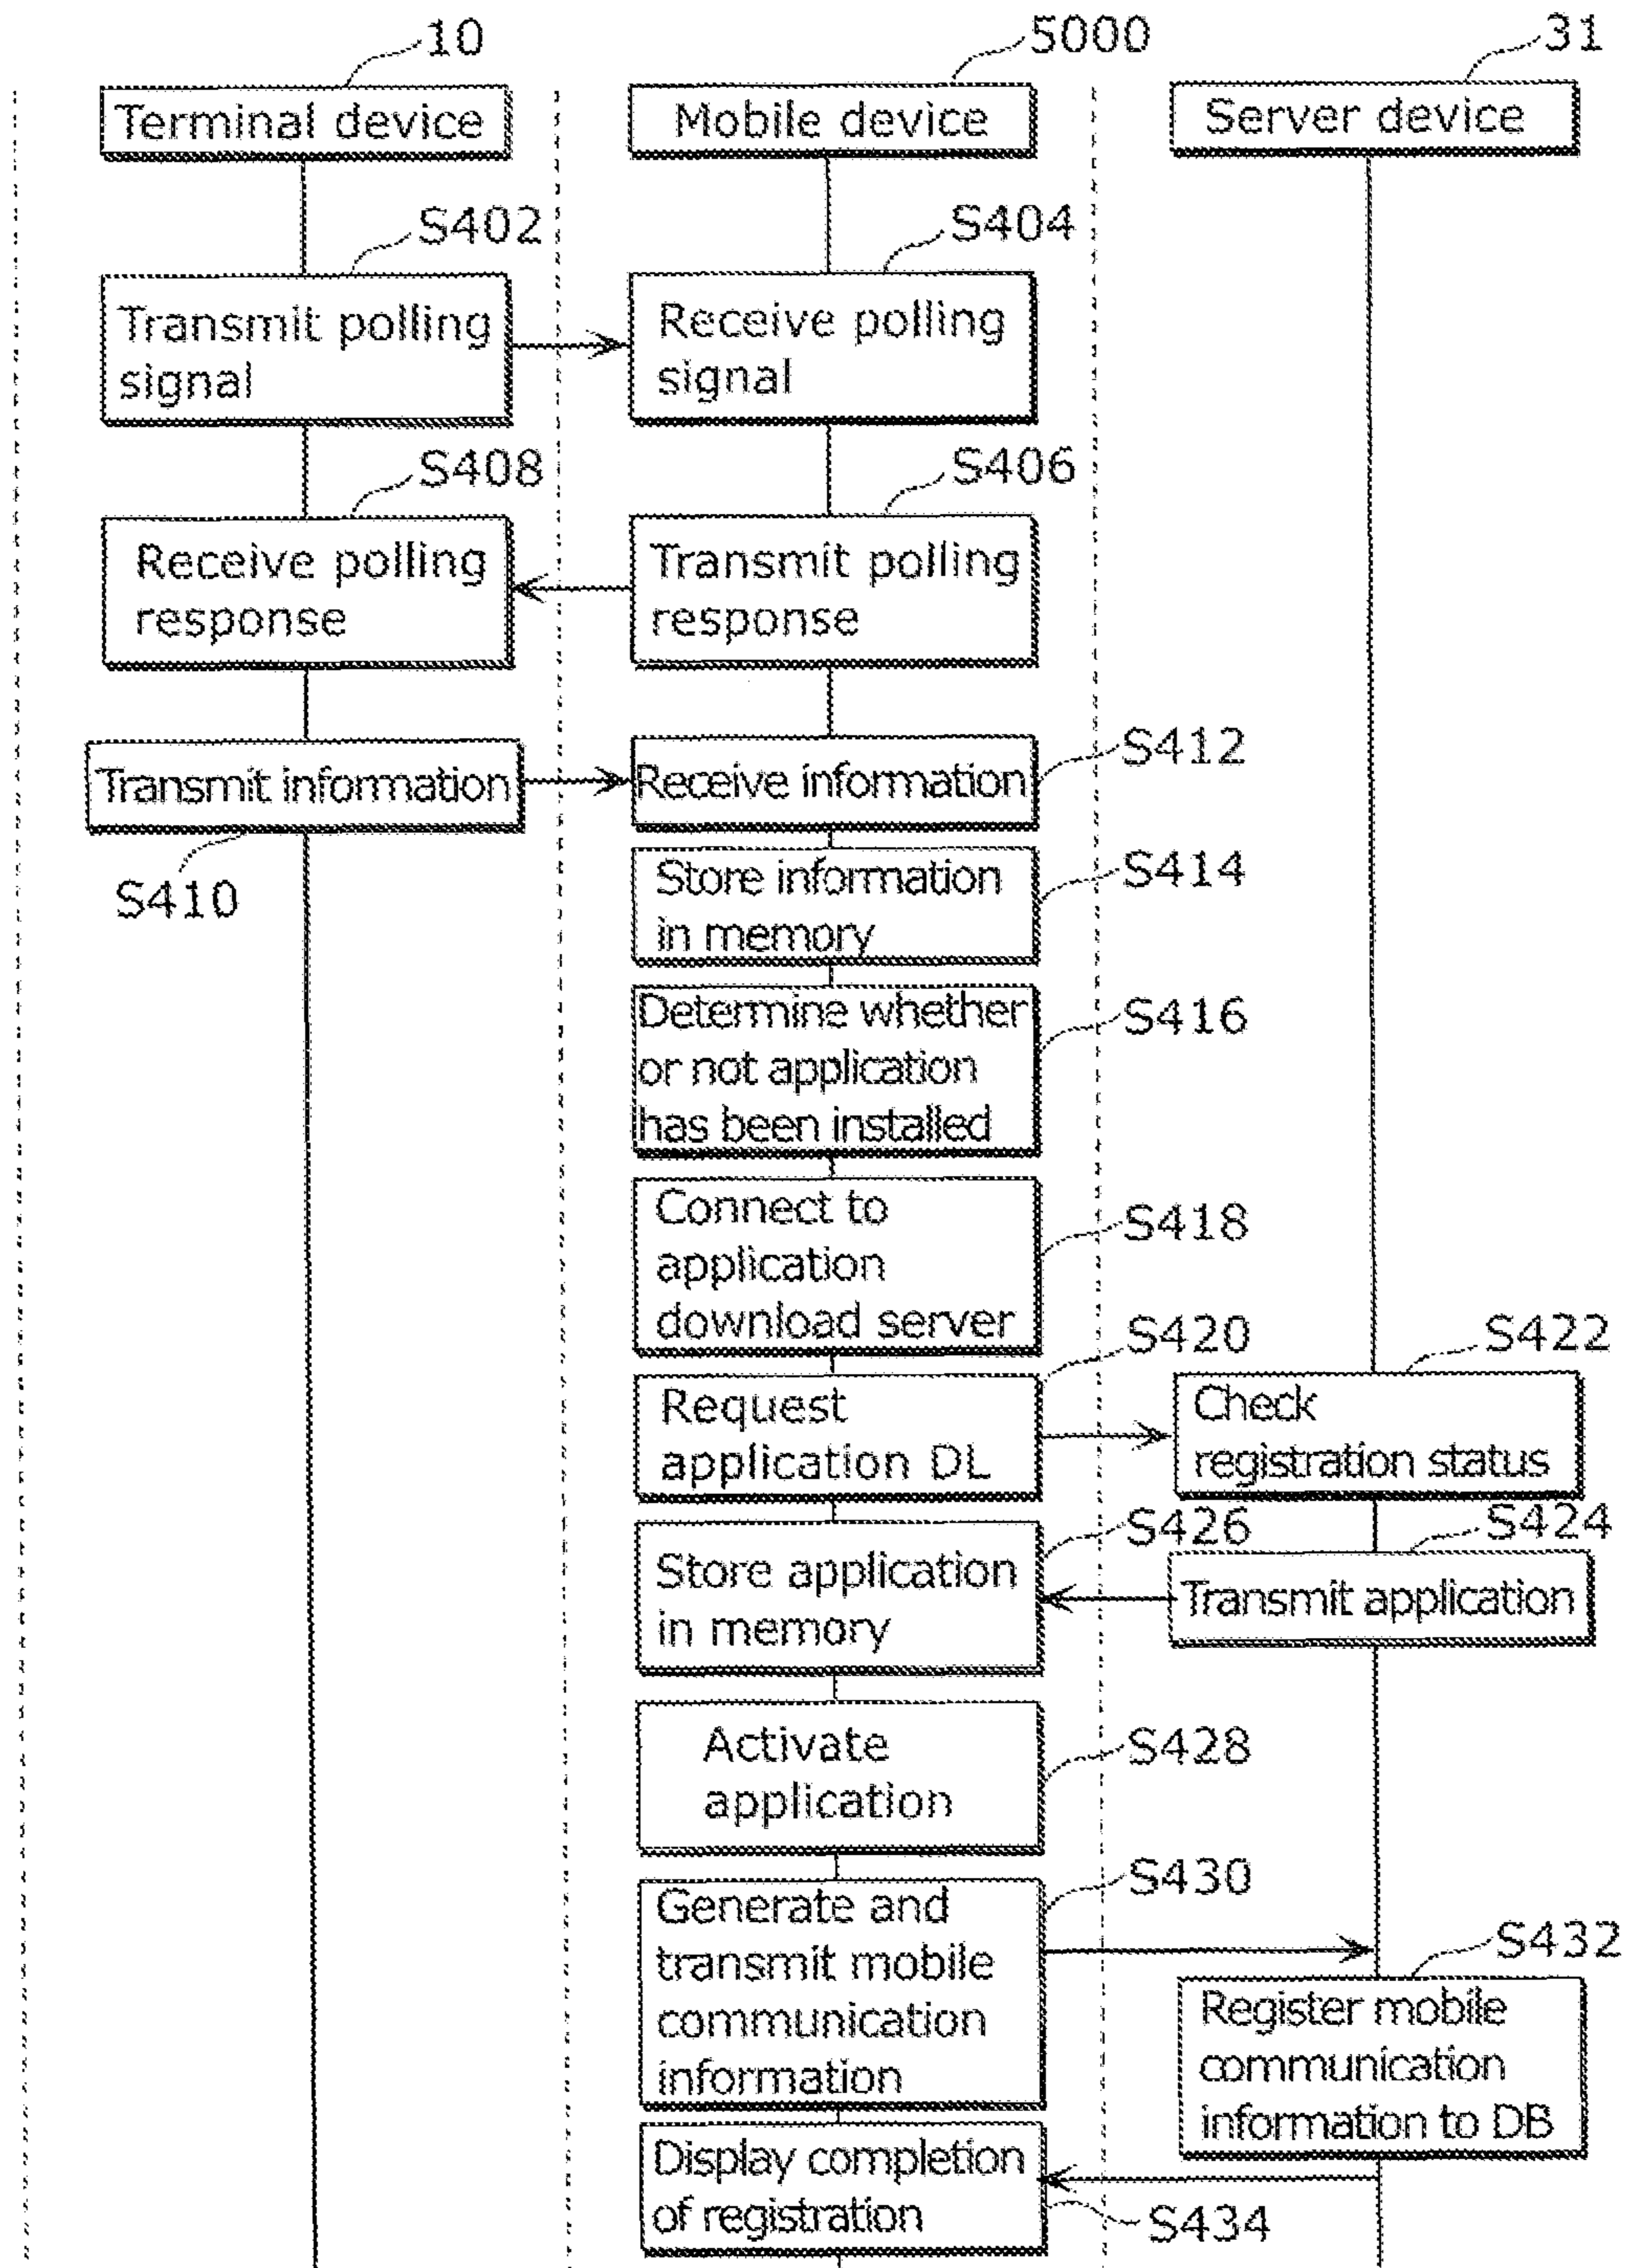 10
5000
31
Terminal device
Mobile device
Server device
S402
S404
Transmit polling
signal
Receive polling
signal
S408
S406
Receive polling
response
Transmit polling
response
Transmit information
Receive information
S412
S410
Store information
in memory
S414
Determine whether
or not application
has been installed
S416
Connect to
application
download server
S418
S420
S422
Request
application DL
Check
registration status
S426
S424
Store application
in memory
Transmit application
Activate
application
S428
S430
Generate and
transmit mobile
communication
information
S432
Register mobile
communication
information to DB
Display completion
of registration
S434